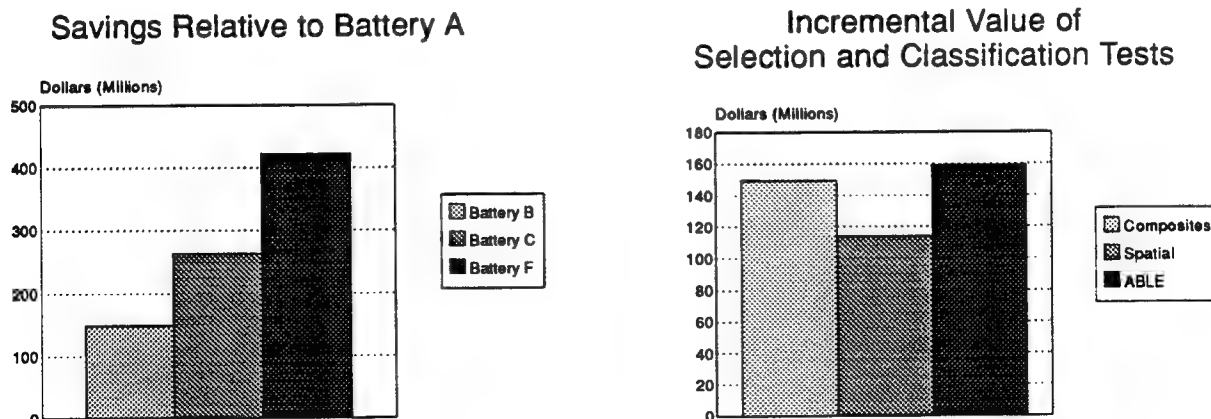 Savings Relative to Battery A
Dollars (Millions)
500
400
300
200
100
0
Battery B
Battery C
Battery F
Incremental Value of
Selection and Classification Tests
Dollars (Millions)
180
160
140
120
100
80
60
40
20
0
Composites
Spatial
ABLE